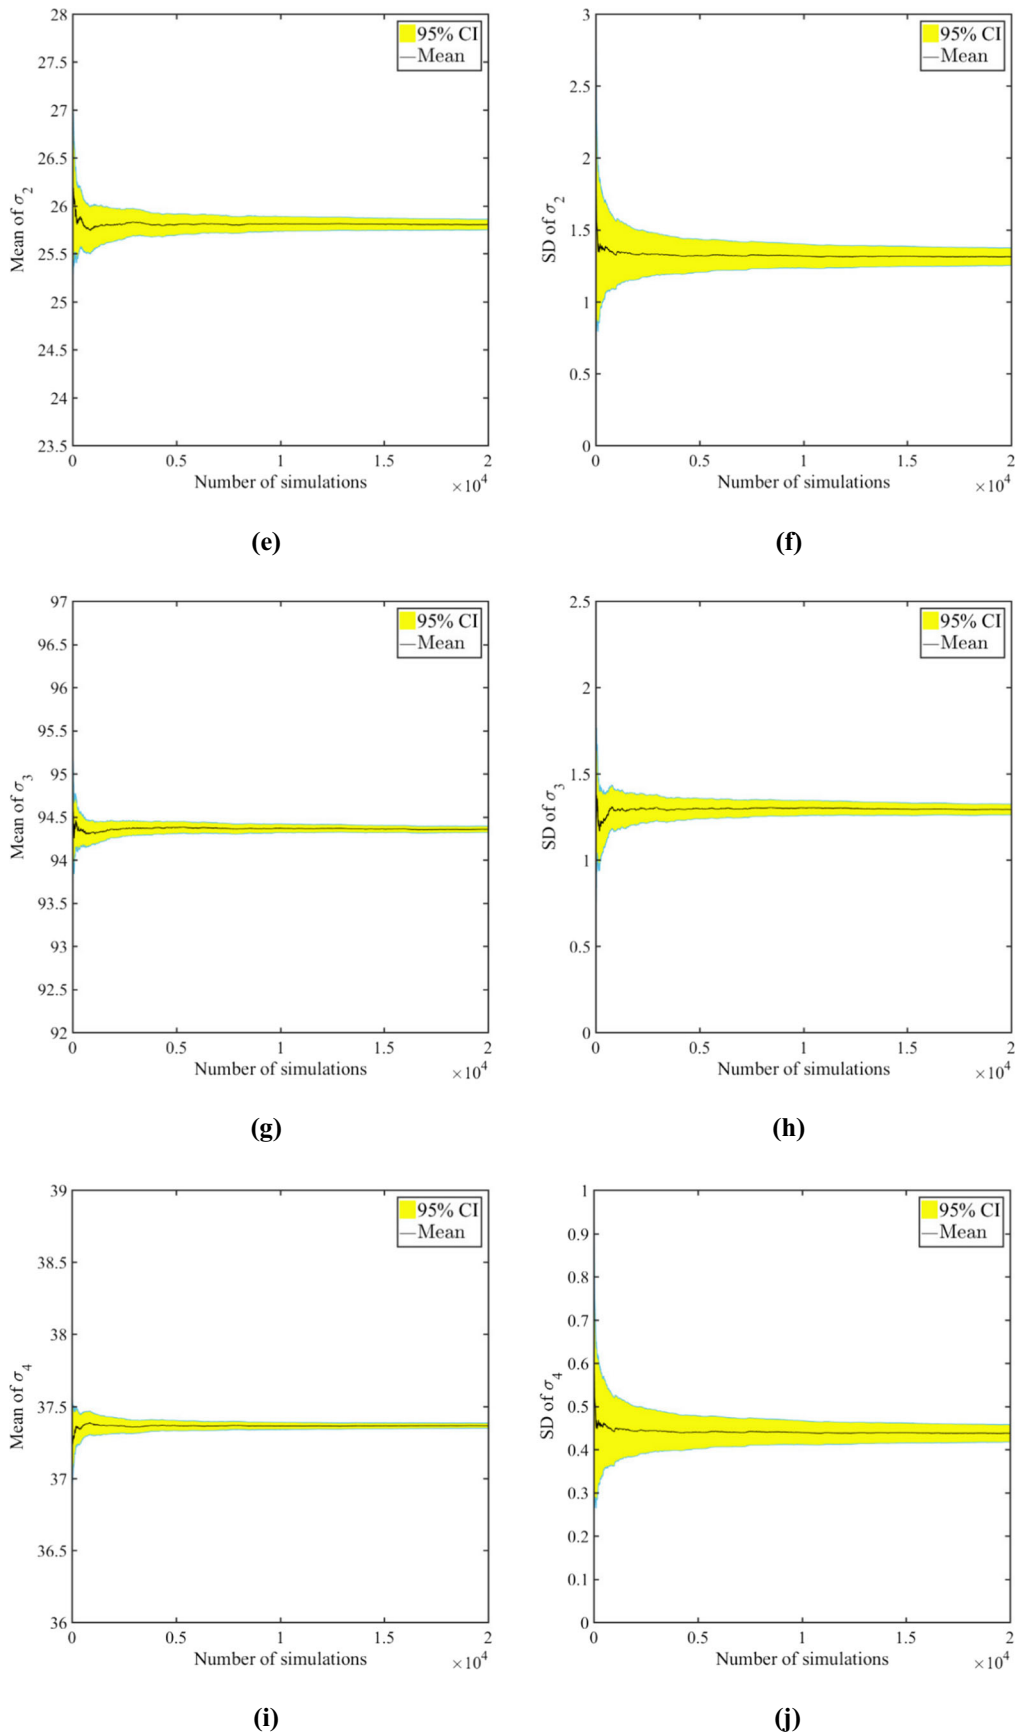 28
27.5
27
26.5
26
25.5
25
24.5
24
23.5
Mean of σ2
0 0.5 1 1.5 2
Number of simulations
×10^4
95% CI
Mean
(e)
3
2.5
2
1.5
1
0.5
0
SD of σ2
0 0.5 1 1.5 2
Number of simulations
×10^4
95% CI
Mean
(f)
97
96.5
96
95.5
95
94.5
94
93.5
93
92.5
92
Mean of σ3
0 0.5 1 1.5 2
Number of simulations
×10^4
95% CI
Mean
(g)
2.5
2
1.5
1
0.5
0
SD of σ3
0 0.5 1 1.5 2
Number of simulations
×10^4
95% CI
Mean
(h)
39
38.5
38
37.5
37
36.5
36
Mean of σ4
0 0.5 1 1.5 2
Number of simulations
×10^4
95% CI
Mean
(i)
1
0.9
0.8
0.7
0.6
0.5
0.4
0.3
0.2
0.1
0
SD of σ4
0 0.5 1 1.5 2
Number of simulations
×10^4
95% CI
Mean
(j)